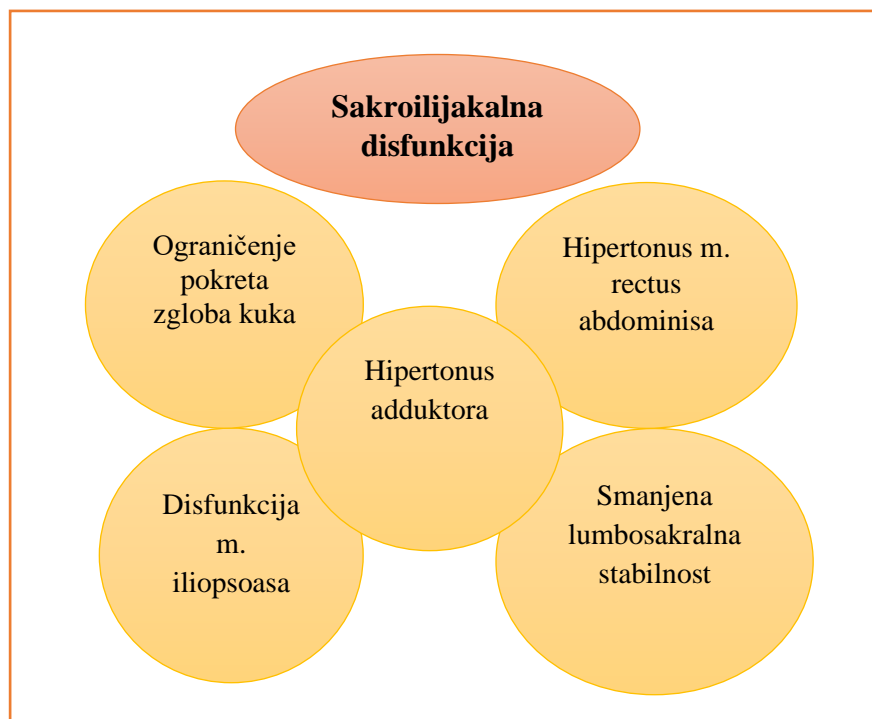 Sakroilijakalna
disfunkcija
Ograničenje
pokreta
zgloba kuka
Hipertonus m.
rectus
abdominisa
Hipertonus
adduktora
Disfunkcija
m.
iliopsoasa
Smanjena
lumbosakralna
stabilnost